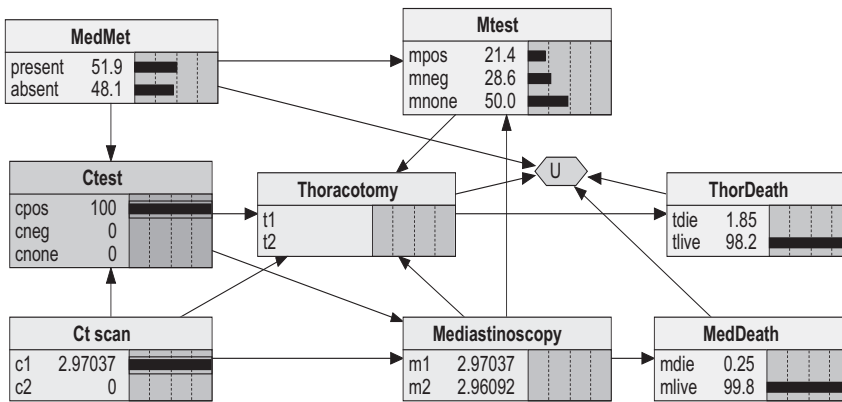 MedMet
present 51.9
absent 48.1
Mtest
mpos 21.4
mneg 28.6
mnone 50.0
Ctest
cpos 100
cneg 0
cnone 0
Thoracotomy
t1
t2
U
ThorDeath
tdie 1.85
tlive 98.2
Ct scan
c1 2.97037
c2 0
Mediastinoscopy
m1 2.97037
m2 2.96092
MedDeath
mdie 0.25
mlive 99.8